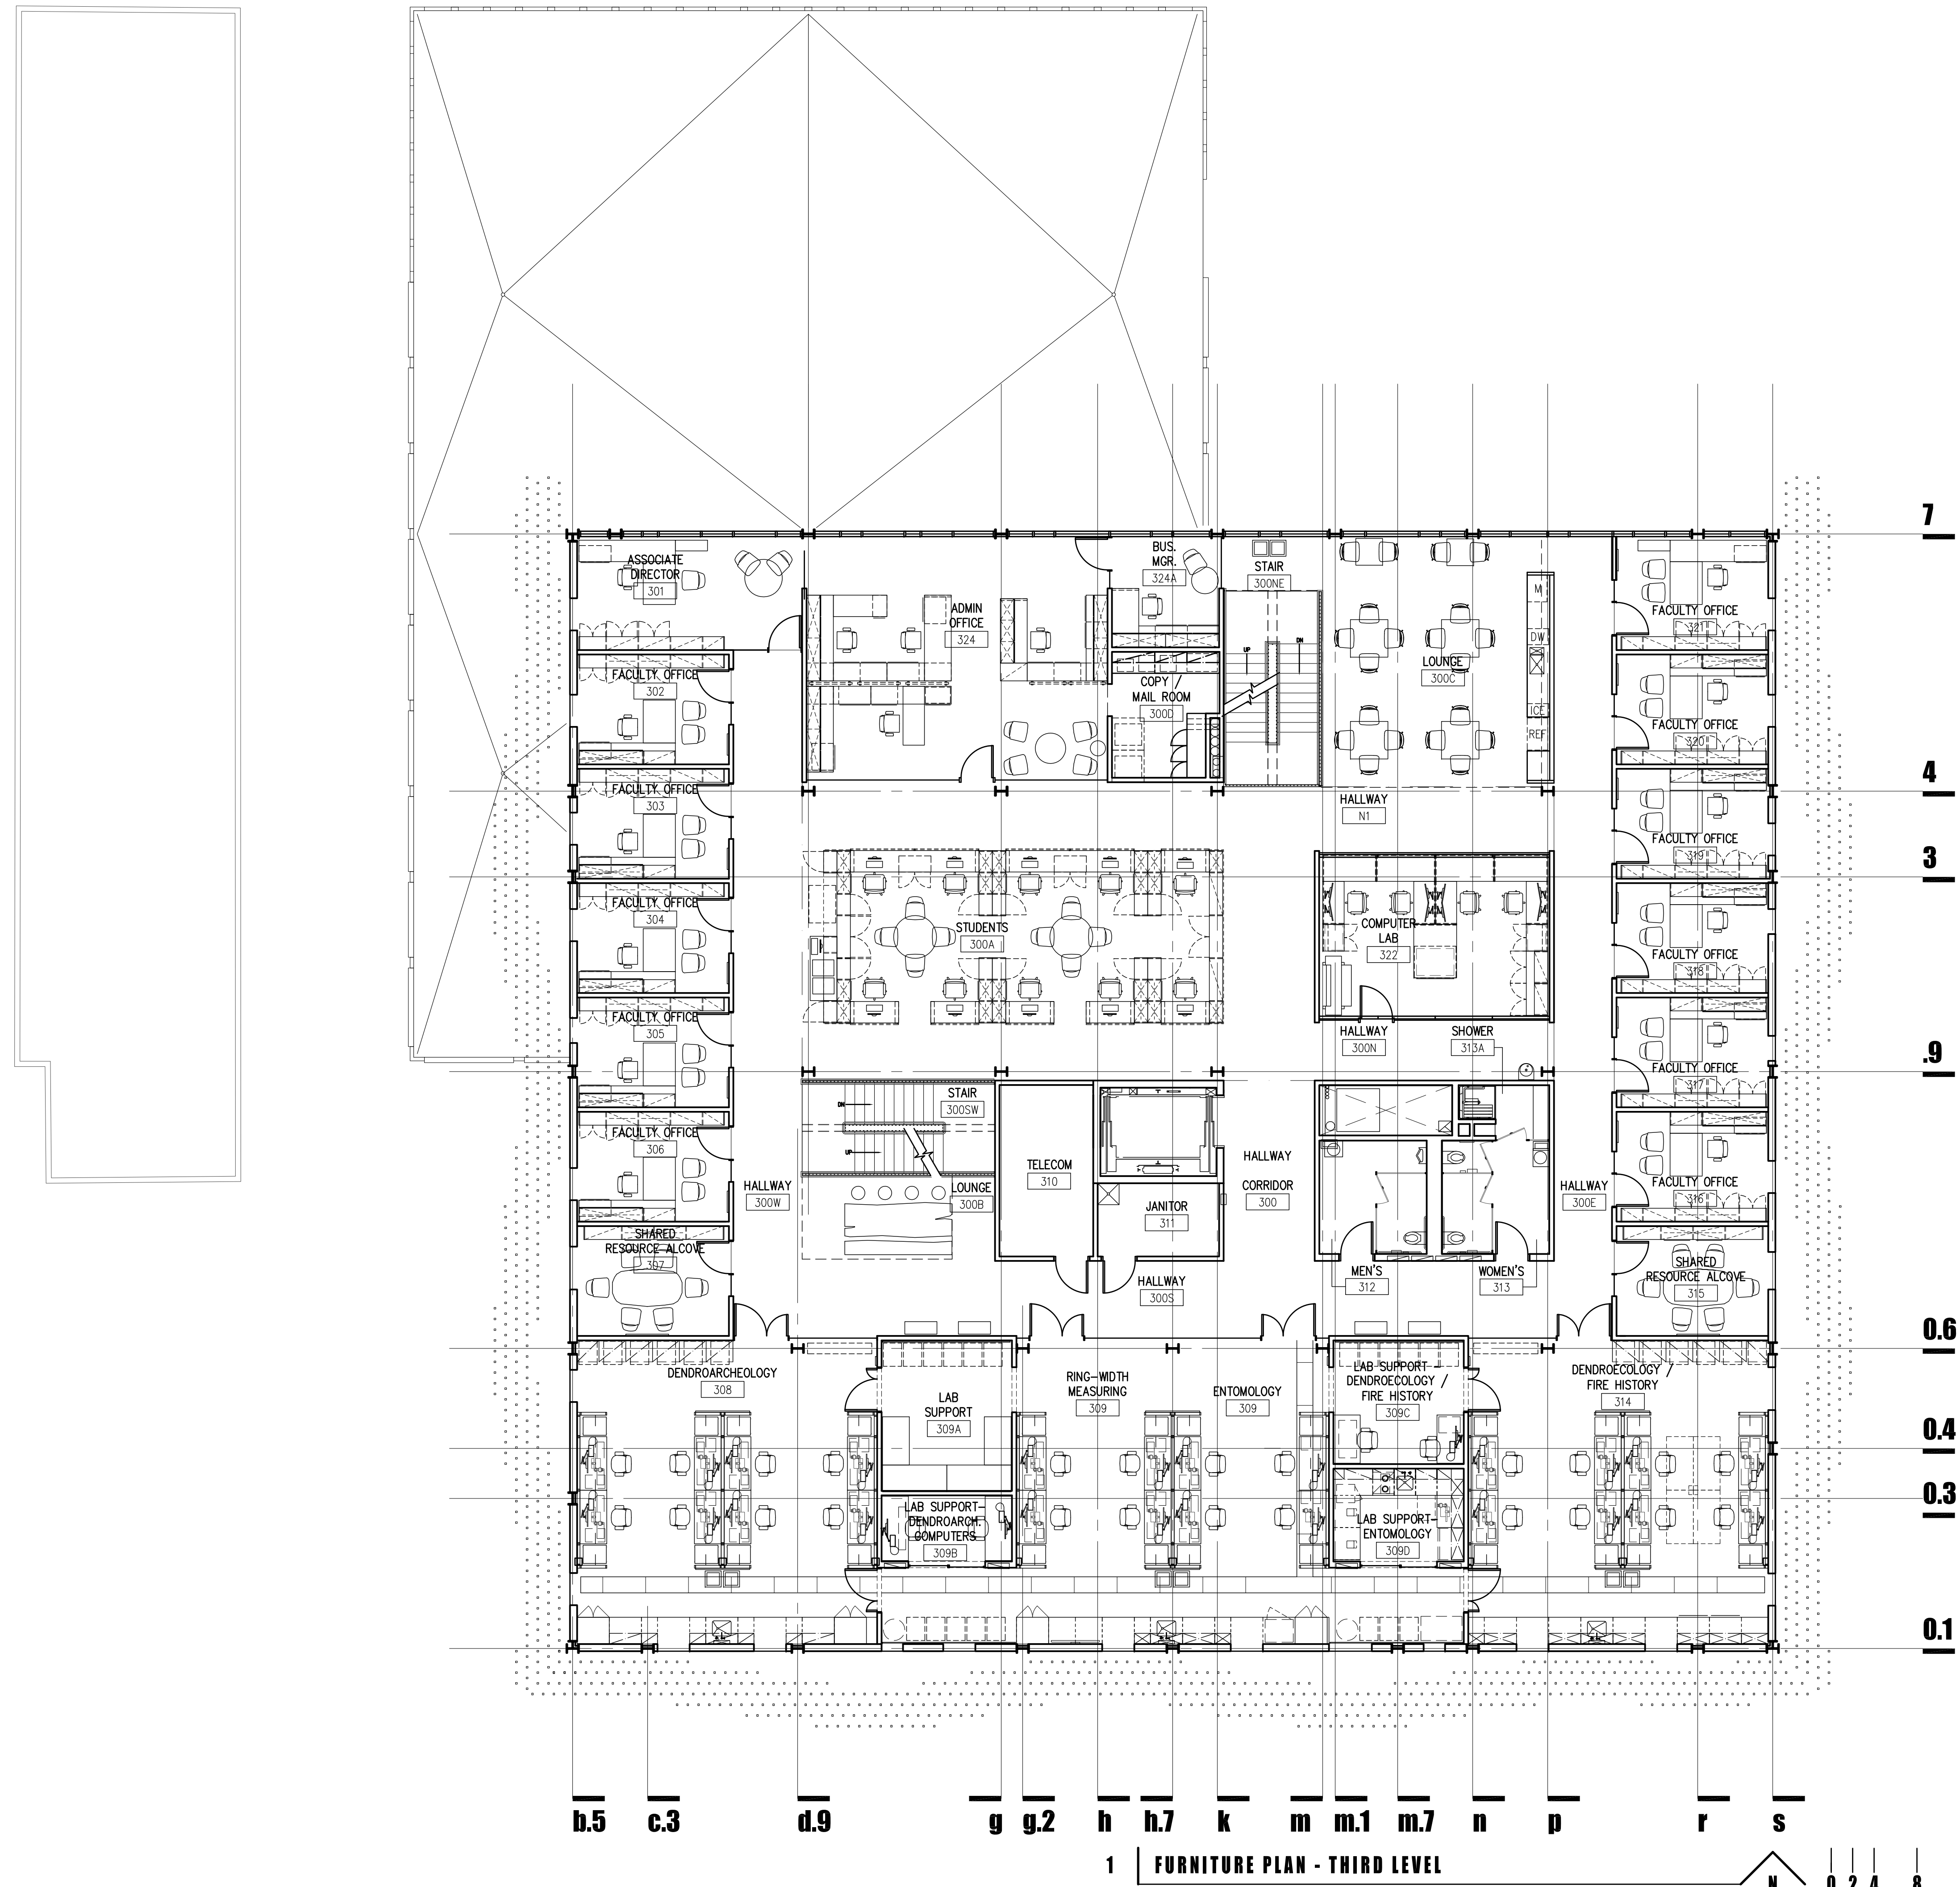 7
ASSOCIATE
DIRECTOR
301
ADMIN
OFFICE
324
BUS.
MGR.
324A
STAIR
300NE
UP
DN
COPY /
MAIL ROOM
300D
LOUNGE
300C
M
DW
ICE
REF
FACULTY OFFICE
321
FACULTY OFFICE
302
FACULTY OFFICE
320
4
FACULTY OFFICE
303
HALLWAY
N1
FACULTY OFFICE
319
3
FACULTY OFFICE
304
STUDENTS
300A
COMPUTER
LAB
322
FACULTY OFFICE
318
FACULTY OFFICE
305
HALLWAY
300N
SHOWER
313A
FACULTY OFFICE
317
.9
STAIR
300SW
DN
UP
FACULTY OFFICE
306
HALLWAY
300W
LOUNGE
300B
TELECOM
310
JANITOR
311
HALLWAY
CORRIDOR
300
HALLWAY
300E
FACULTY OFFICE
316
SHARED
RESOURCE ALCOVE
307
HALLWAY
300S
MEN'S
312
WOMEN'S
313
SHARED
RESOURCE ALCOVE
315
0.6
DENDROARCHEOLOGY
308
LAB
SUPPORT
309A
RING-WIDTH
MEASURING
309
ENTOMOLOGY
309
LAB SUPPORT -
DENDROECOLOGY /
FIRE HISTORY
309C
DENDROECOLOGY /
FIRE HISTORY
314
0.4
0.3
LAB SUPPORT-
DENDROARCH.
COMPUTERS
309B
LAB SUPPORT-
ENTOMOLOGY
309D
0.1
b.5 c.3 d.9 g g.2 h h.7 k m m.1 m.7 n p r s
1 FURNITURE PLAN - THIRD LEVEL
N
0 2 4 8